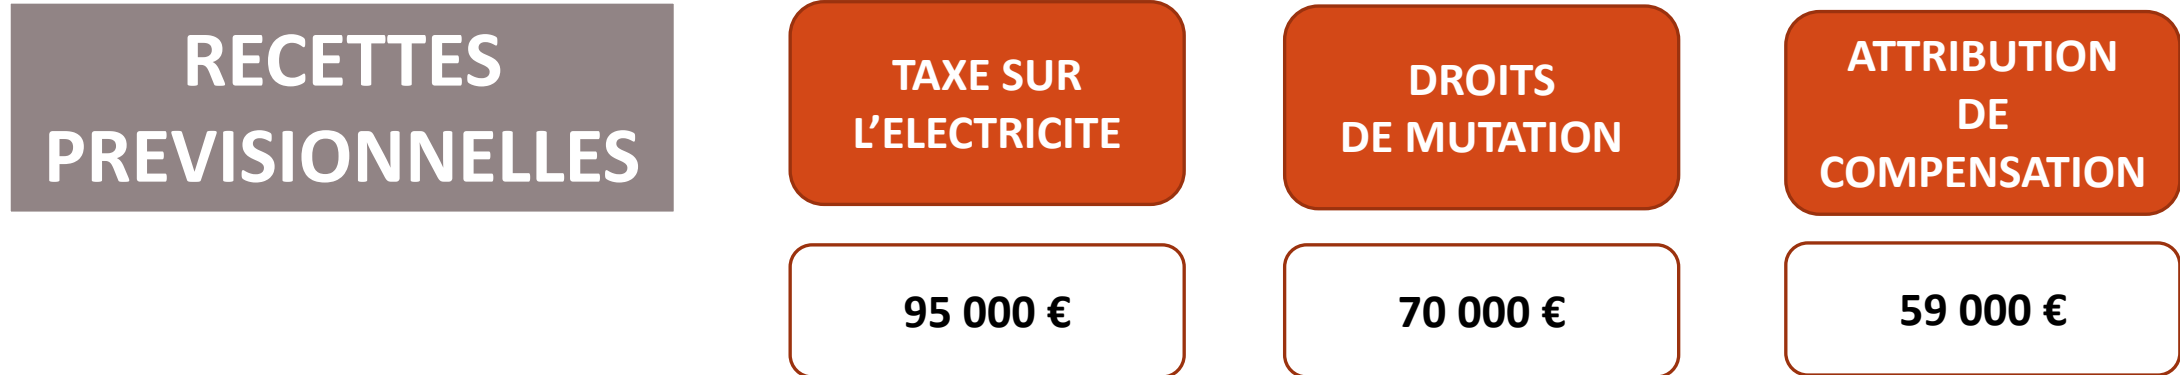 RECETTES
PREVISIONNELLES
TAXE SUR
L’ELECTRICITE
95 000 €
DROITS
DE MUTATION
70 000 €
ATTRIBUTION
DE
COMPENSATION
59 000 €